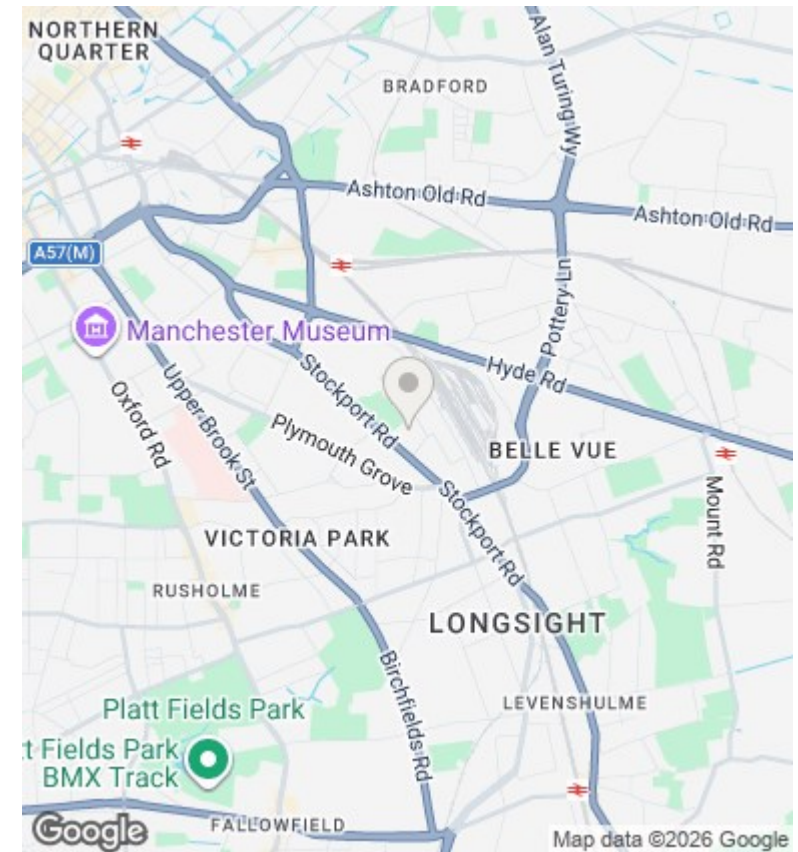 NORTHERN
QUARTER
BRADFORD
Alan Turing Wy
Ashton Old Rd
Ashton Old Rd
A57(M)
Pottery Ln
Manchester Museum
Hyde Rd
Stockport Rd
Upper Brook St
Oxford Rd
Plymouth Grove
BELLE VUE
Stockport Rd
Mount Rd
VICTORIA PARK
RUSHOLME
LONGSIGHT
Birchfields Rd
LEVENSHULME
Platt Fields Park
tt Fields Park
BMX Track
FALLOWFIELD
Google
Map data ©2026 Google